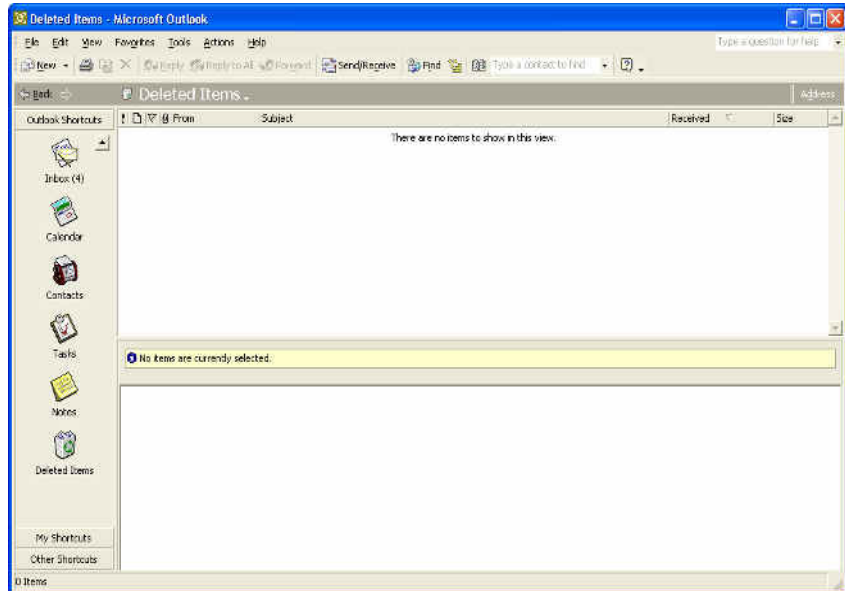 Deleted Items - Microsoft Outlook
File Edit View Favorites Tools Actions Help Type a question for help
New Reply Reply to All Forward Send/Receive Find Type a contact to find
Back Deleted Items Address
Outlook Shortcuts ! From Subject Received Size
There are no items to show in this view.
Inbox (4)
Calendar
Contacts
Tasks
No items are currently selected.
Notes
Deleted Items
My Shortcuts
Other Shortcuts
0 Items